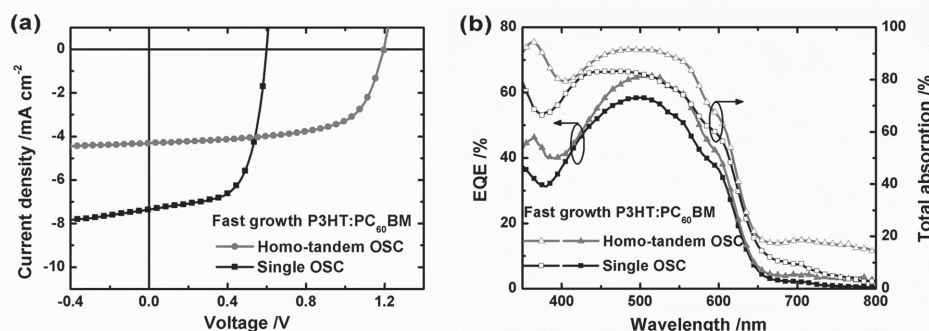 (a)
0
-2
-4
-6
-8
-10
Current density /mA cm-2
-0.4
0.0
0.4
0.8
1.2
Voltage /V
Fast growth P3HT:PC60BM
Homo-tandem OSC
Single OSC
(b)
80
60
40
20
0
EQE /%
400
500
600
700
800
Wavelength /nm
100
80
60
40
20
0
Total absorption /%
Fast growth P3HT:PC60BM
Homo-tandem OSC
Single OSC